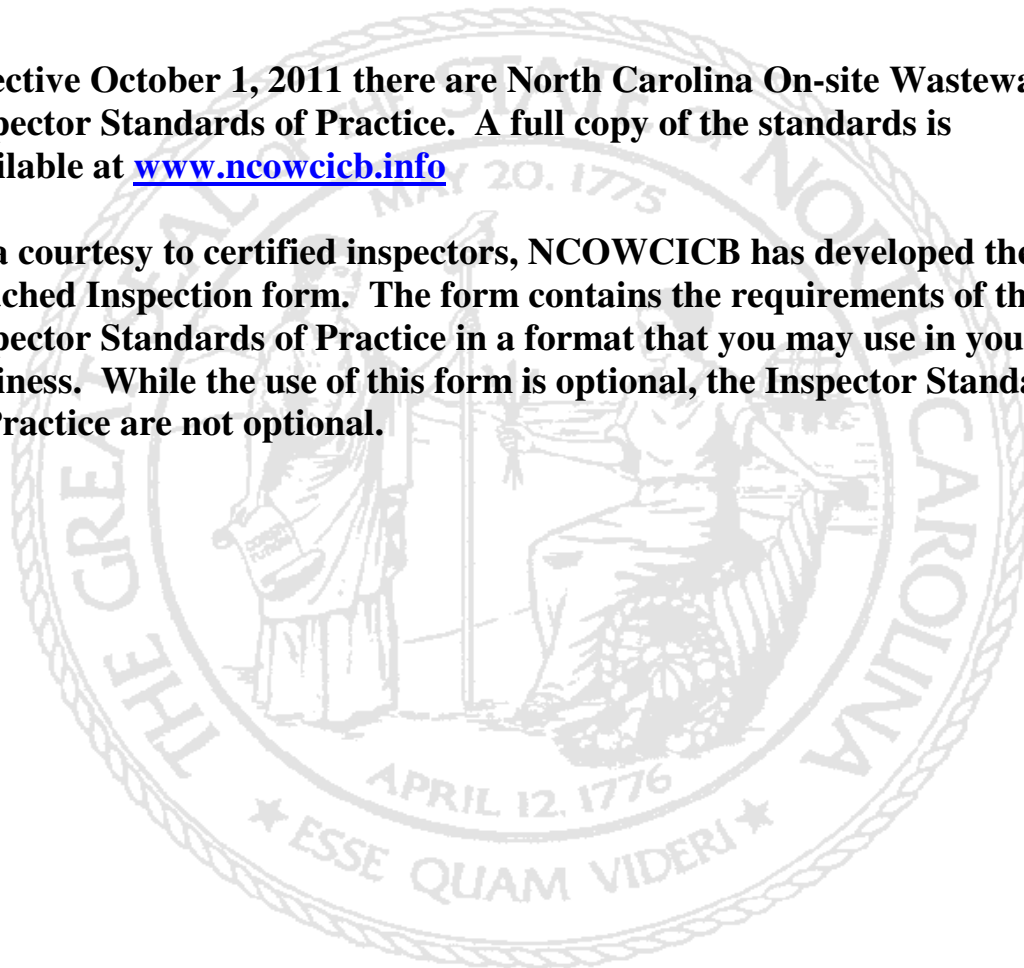 ective October 1, 2011 there are North Carolina On-site Wastewa
pector Standards of Practice.  A full copy of the standards is
ilable at www.ncowcicb.info
a courtesy to certified inspectors, NCOWCICB has developed the
ched Inspection form.  The form contains the requirements of th
pector Standards of Practice in a format that you may use in you
iness.  While the use of this form is optional, the Inspector Standa
Practice are not optional.
THE GREAT SEAL OF THE STATE OF NORTH CAROLINA
MAY 20, 1775
APRIL 12, 1776
★ ESSE QUAM VIDERI ★